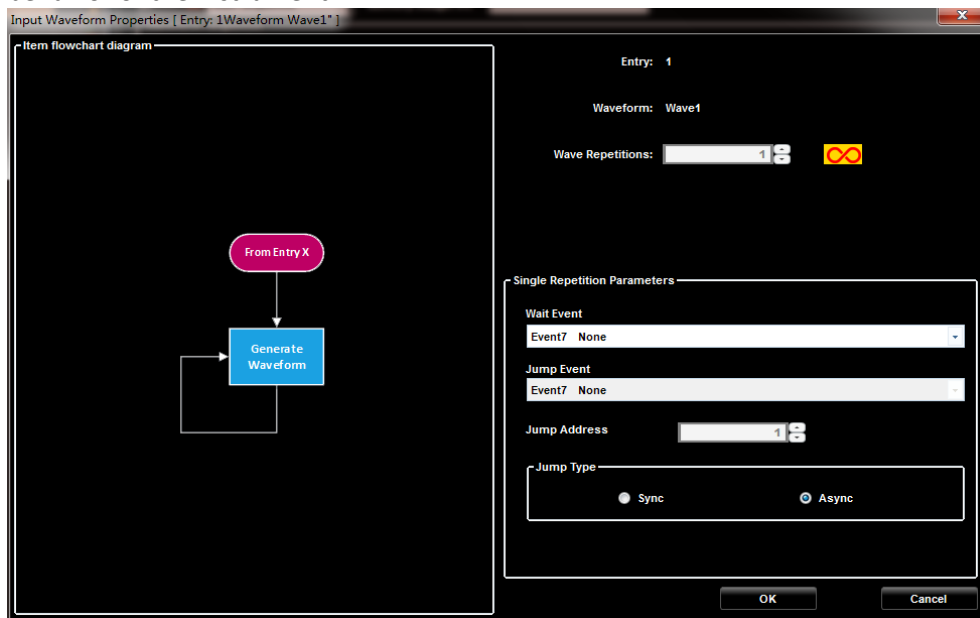 Input Waveform Properties [ Entry: 1Waveform Wave1" ]
Item flowchart diagram
From Entry X
Generate
Waveform
Entry: 1
Waveform: Wave1
Wave Repetitions: 1
Single Repetition Parameters
Wait Event
Event7 None
Jump Event
Event7 None
Jump Address 1
Jump Type
Sync Async
OK Cancel